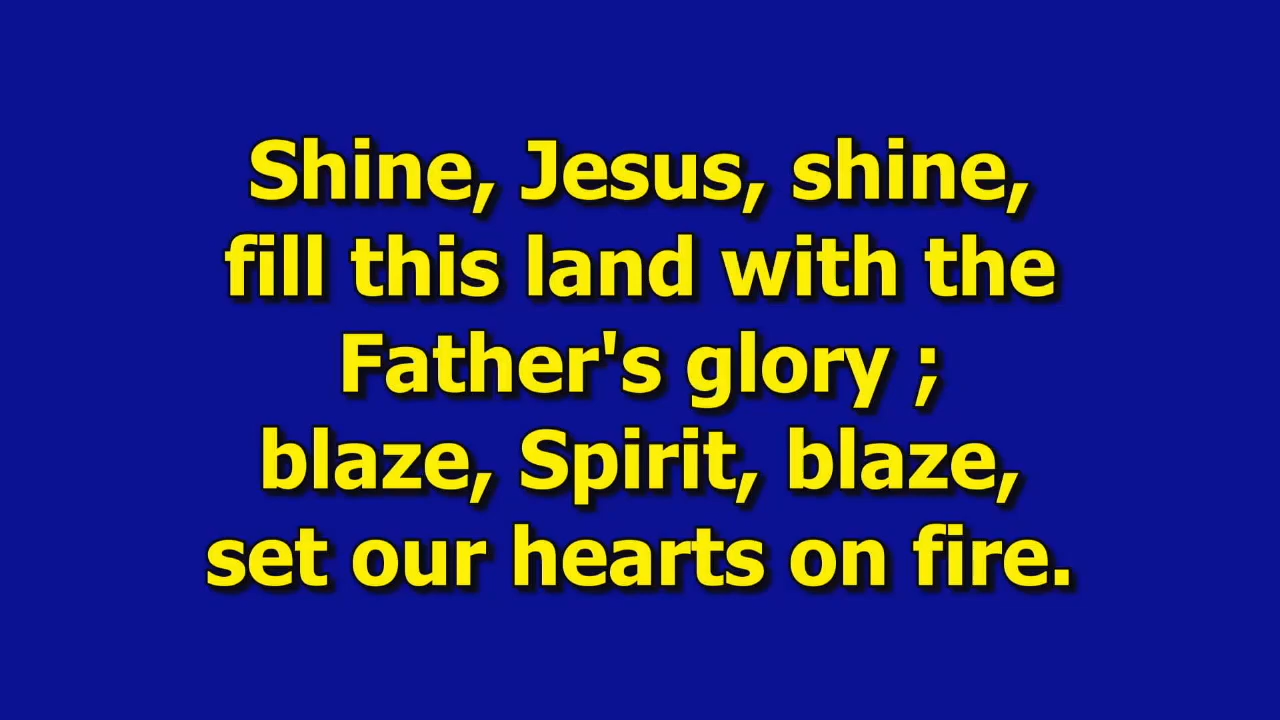 Shine, Jesus, shine,
fill this land with the
Father's glory ;
blaze, Spirit, blaze,
set our hearts on fire.